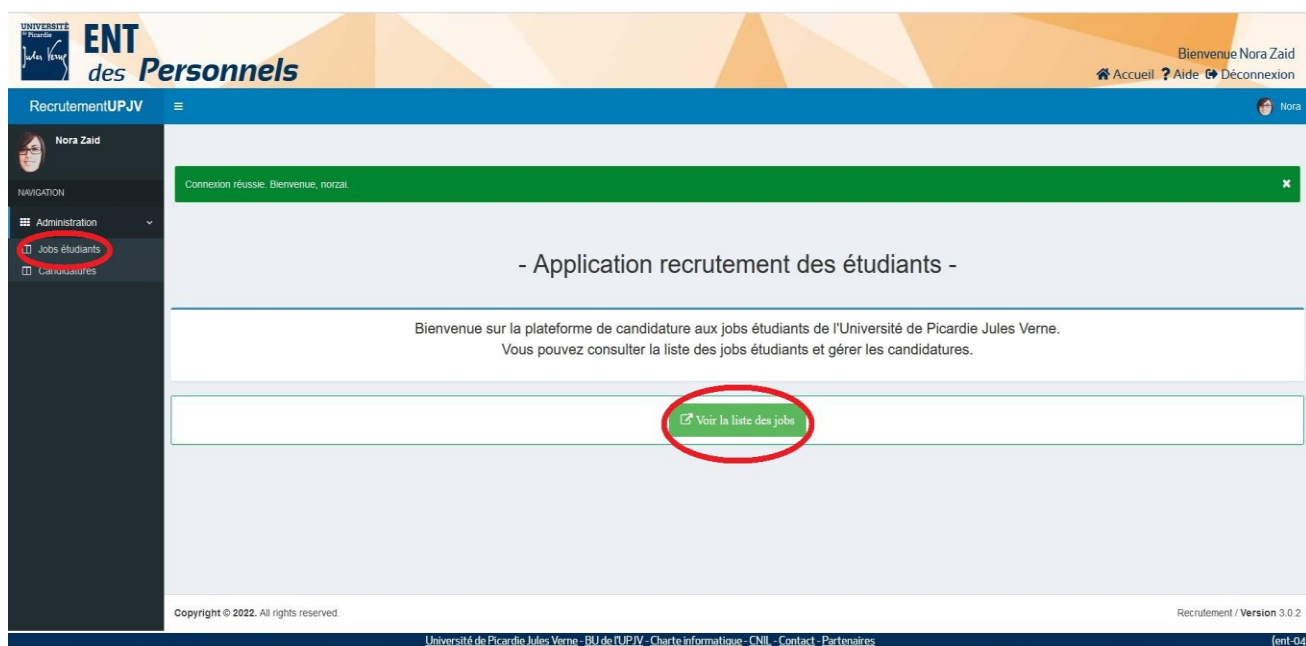 UNIVERSITÉ
de Picardie
Jules Verne
ENT
des Personnels
Bienvenue Nora Zaid
Accueil ? Aide Déconnexion
RecrutementUPJV
Nora
Nora Zaid
NAVIGATION
Connexion réussie. Bienvenue, norzai.
Administration
Jobs étudiants
Candidatures
- Application recrutement des étudiants -
Bienvenue sur la plateforme de candidature aux jobs étudiants de l'Université de Picardie Jules Verne.
Vous pouvez consulter la liste des jobs étudiants et gérer les candidatures.
Voir la liste des jobs
Copyright © 2022. All rights reserved.
Recrutement / Version 3.0.2
Université de Picardie Jules Verne - BU de l'UPJV - Charte informatique - CNIL - Contact - Partenaires
(ent-04